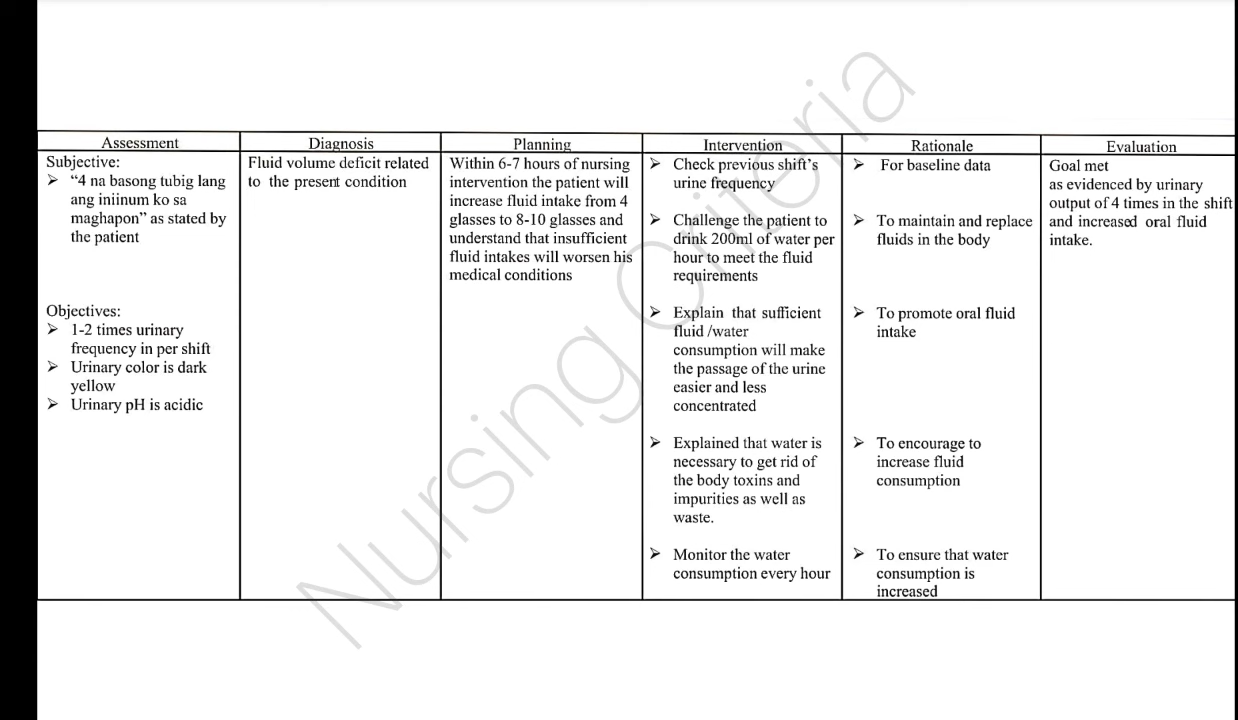 Assessment
Diagnosis
Planning
Intervention
Rationale
Evaluation
Subjective:
➢ “4 na basong tubig lang
ang iniinum ko sa
maghapon” as stated by
the patient
Objectives:
➢ 1-2 times urinary
frequency in per shift
➢ Urinary color is dark
yellow
➢ Urinary pH is acidic
Fluid volume deficit related
to the present condition
Within 6-7 hours of nursing
intervention the patient will
increase fluid intake from 4
glasses to 8-10 glasses and
understand that insufficient
fluid intakes will worsen his
medical conditions
➢ Check previous shift’s
urine frequency
➢ Challenge the patient to
drink 200ml of water per
hour to meet the fluid
requirements
➢ Explain that sufficient
fluid /water
consumption will make
the passage of the urine
easier and less
concentrated
➢ Explained that water is
necessary to get rid of
the body toxins and
impurities as well as
waste.
➢ Monitor the water
consumption every hour
➢ For baseline data
➢ To maintain and replace
fluids in the body
➢ To promote oral fluid
intake
➢ To encourage to
increase fluid
consumption
➢ To ensure that water
consumption is
increased
Goal met
as evidenced by urinary
output of 4 times in the shift
and increased oral fluid
intake.
Nursing Criteria